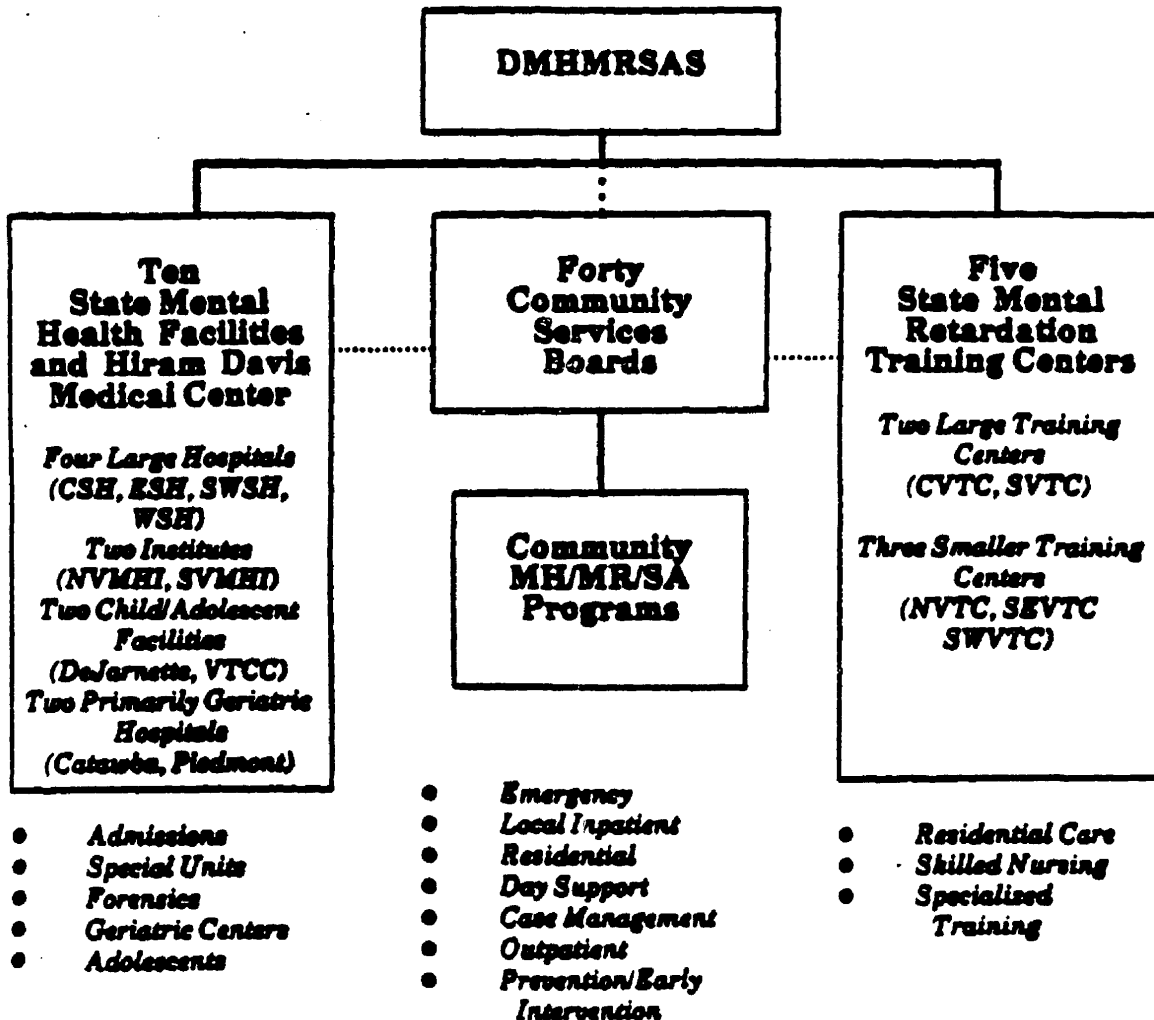 DMHMRSAS
Ten
State Mental
Health Facilities
and Hiram Davis
Medical Center
Four Large Hospitals
(CSH, ESH, SWSH,
WSH)
Two Institutes
(NVMHI, SVMHI)
Two Child/Adolescent
Facilities
(DeJarnette, VTCC)
Two Primarily Geriatric
Hospitals
(Catawba, Piedmont)
● Admissions
● Special Units
● Forensics
● Geriatric Centers
● Adolescents
Forty
Community
Services
Boards
Community
MH/MR/SA
Programs
● Emergency
● Local Inpatient
● Residential
● Day Support
● Case Management
● Outpatient
● Prevention/Early
Intervention
Five
State Mental
Retardation
Training Centers
Two Large Training
Centers
(CVTC, SVTC)
Three Smaller Training
Centers
(NVTC, SEVTC
SWVTC)
● Residential Care
● Skilled Nursing
● Specialized
Training